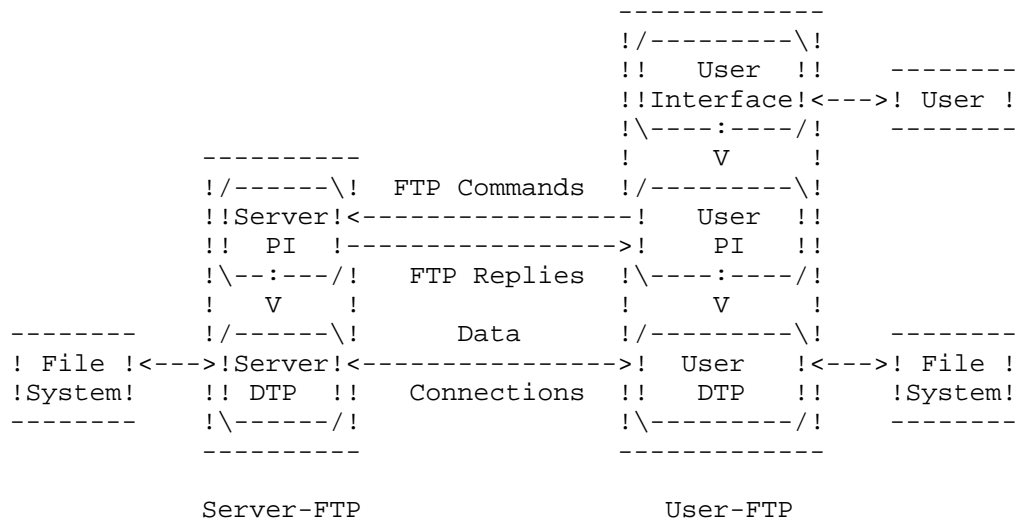 -------------
                                            !/---------\!
                                            !!   User  !!    --------
                                            !!Interface!<--->! User !
                                            !\----:----/!    --------
                ----------                  !     V     !
                !/------\!  FTP Commands    !/---------\!
                !!Server!<-----------------!   User  !!
                !!  PI  !----------------->!    PI   !!
                !\--:---/!  FTP Replies    !\----:----/!
                !   V    !                 !     V     !
--------        !/------\!      Data       !/---------\!    --------
! File !<--->!Server!<---------------->!  User   !<--->! File !
!System!    !! DTP  !!   Connections   !!   DTP   !!    !System!
--------    !\------/!                 !\---------/!    --------
            ----------                 -------------
            Server-FTP                    User-FTP